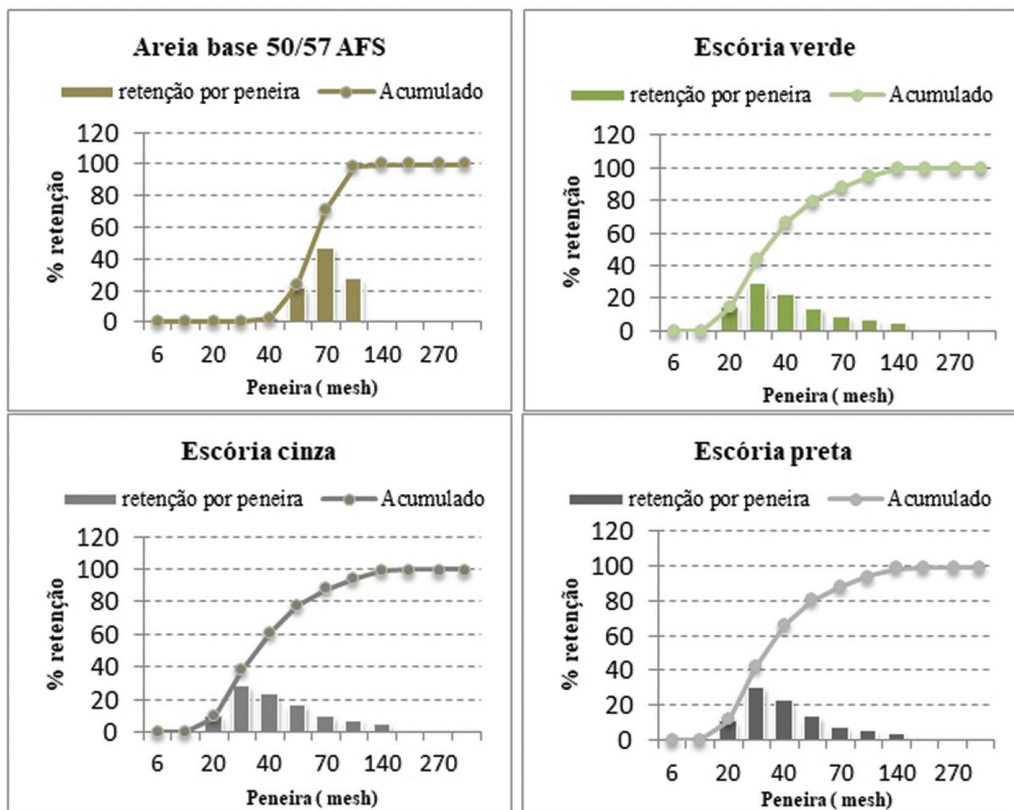 Areia base 50/57 AFS
retenção por peneira Acumulado
% retenção
120
100
80
60
40
20
0
6 20 40 70 140 270
Peneira ( mesh)
Escória verde
retenção por peneira Acumulado
% retenção
120
100
80
60
40
20
0
6 20 40 70 140 270
Peneira ( mesh)
Escória cinza
retenção por peneira Acumulado
% retenção
120
100
80
60
40
20
0
6 20 40 70 140 270
Peneira ( mesh)
Escória preta
retenção por peneira Acumulado
% retenção
120
100
80
60
40
20
0
6 20 40 70 140 270
Peneira ( mesh)